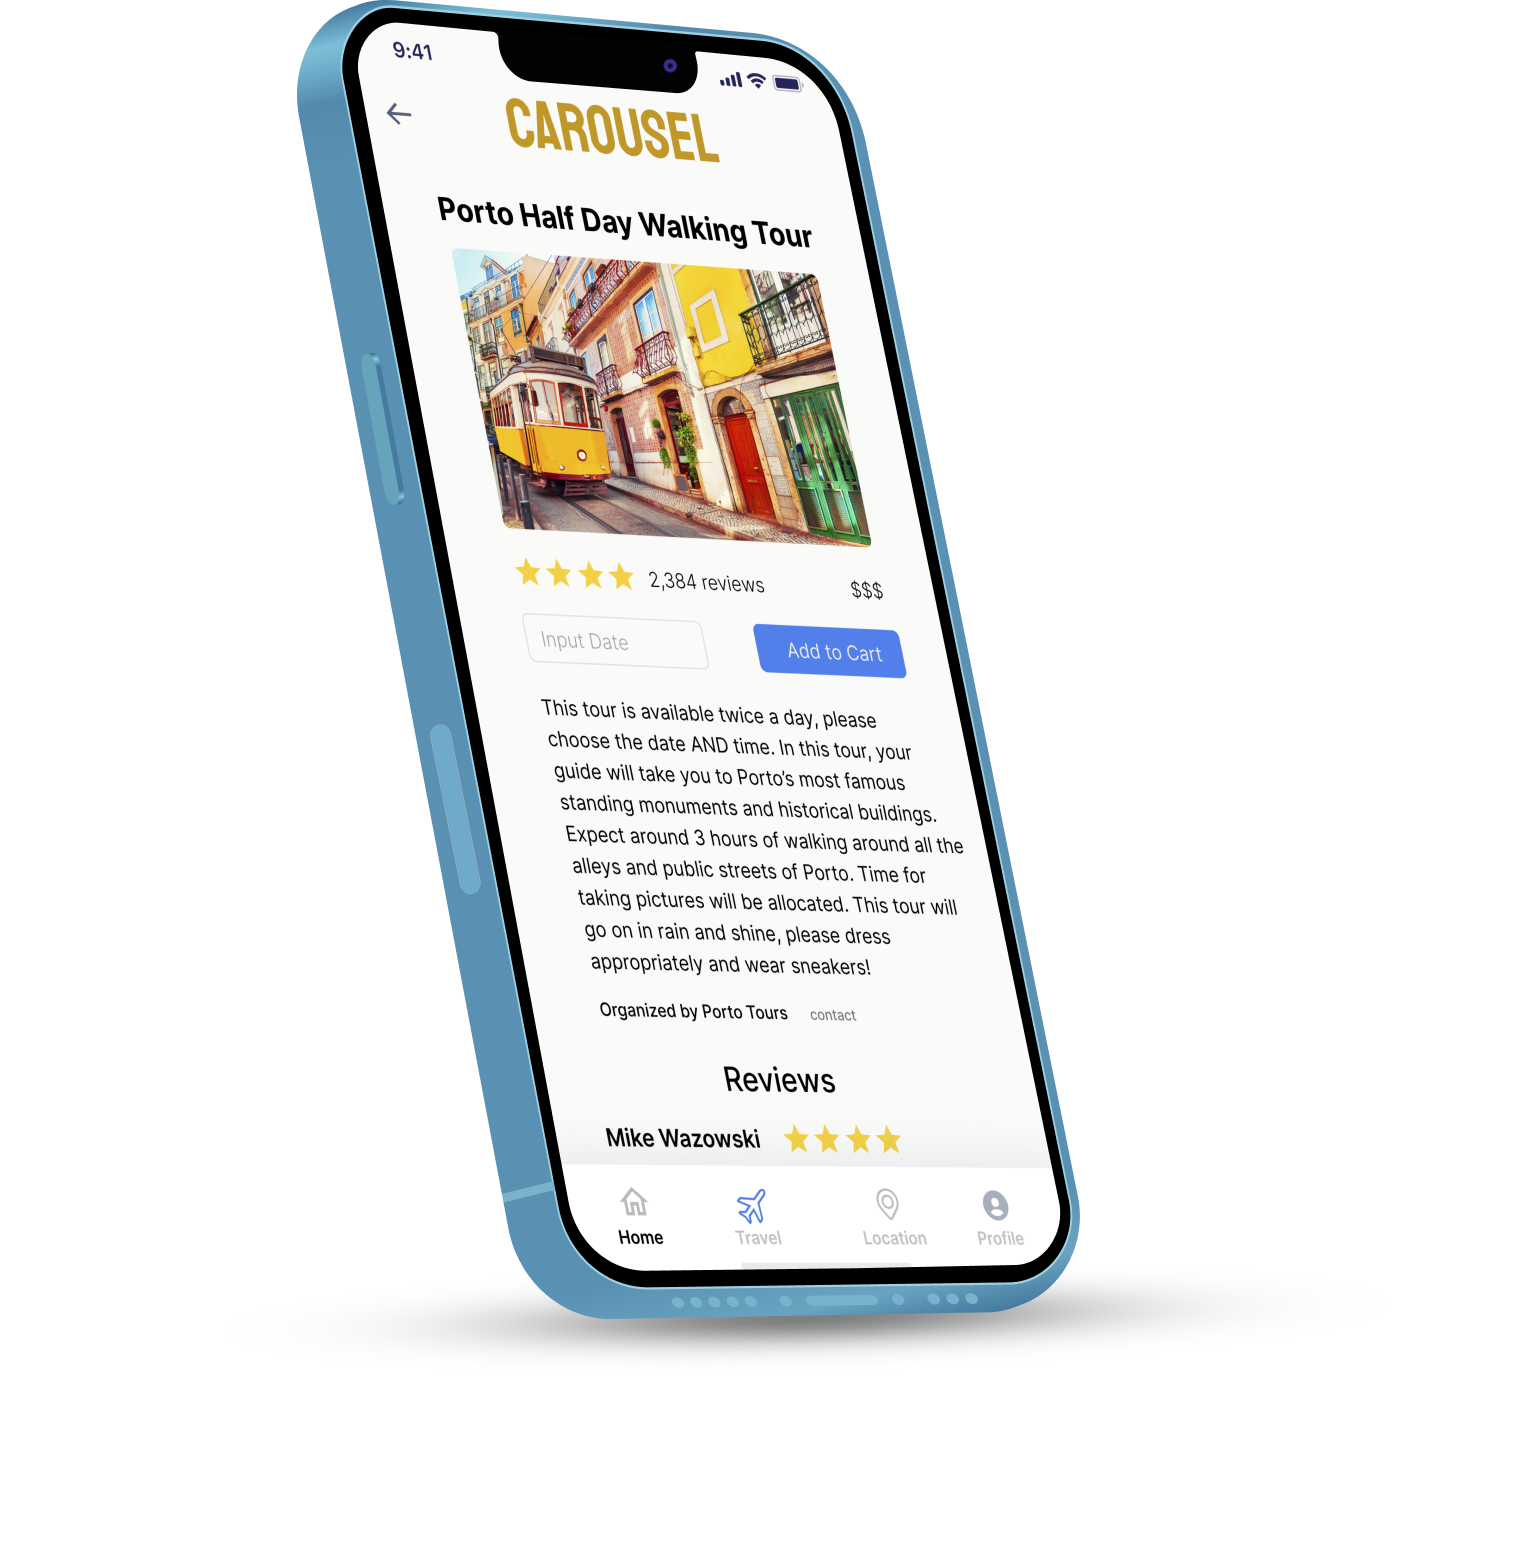 9:41
CAROUSEL
Porto Half Day Walking Tour
2,384 reviews $$$
Input Date Add to Cart
This tour is available twice a day, please
choose the date AND time. In this tour, your
guide will take you to Porto's most famous
standing monuments and historical buildings.
Expect around 3 hours of walking around all the
alleys and public streets of Porto. Time for
taking pictures will be allocated. This tour will
go on in rain and shine, please dress
appropriately and wear sneakers!
Organized by Porto Tours contact
Reviews
Mike Wazowski
Home Travel Location Profile